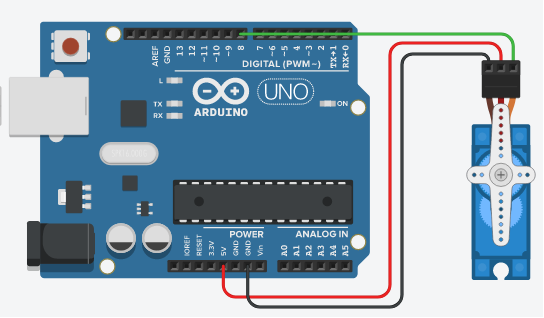 AREF
GND
13
12
~11
~10
~9
8
7
~6
~5
4
~3
2
TX→1
RX←0
DIGITAL (PWM~)
L
TX
RX
ARDUINO
UNO
ON
POWER
ANALOG IN
IOREF
RESET
3.3V
5V
GND
GND
Vin
A0
A1
A2
A3
A4
A5